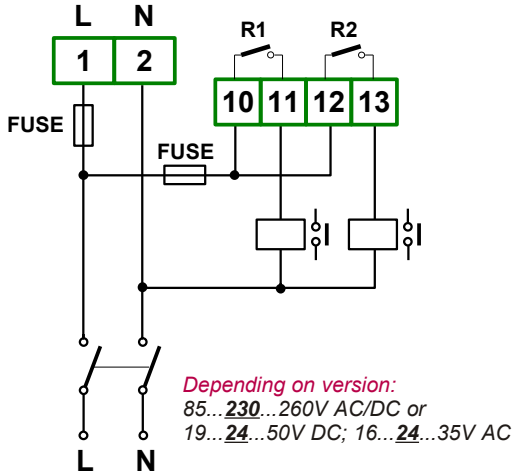 L N
R1 R2
1 2
10 11 12 13
FUSE
FUSE
Depending on version:
85...230...260V AC/DC or
19...24...50V DC; 16...24...35V AC
L N